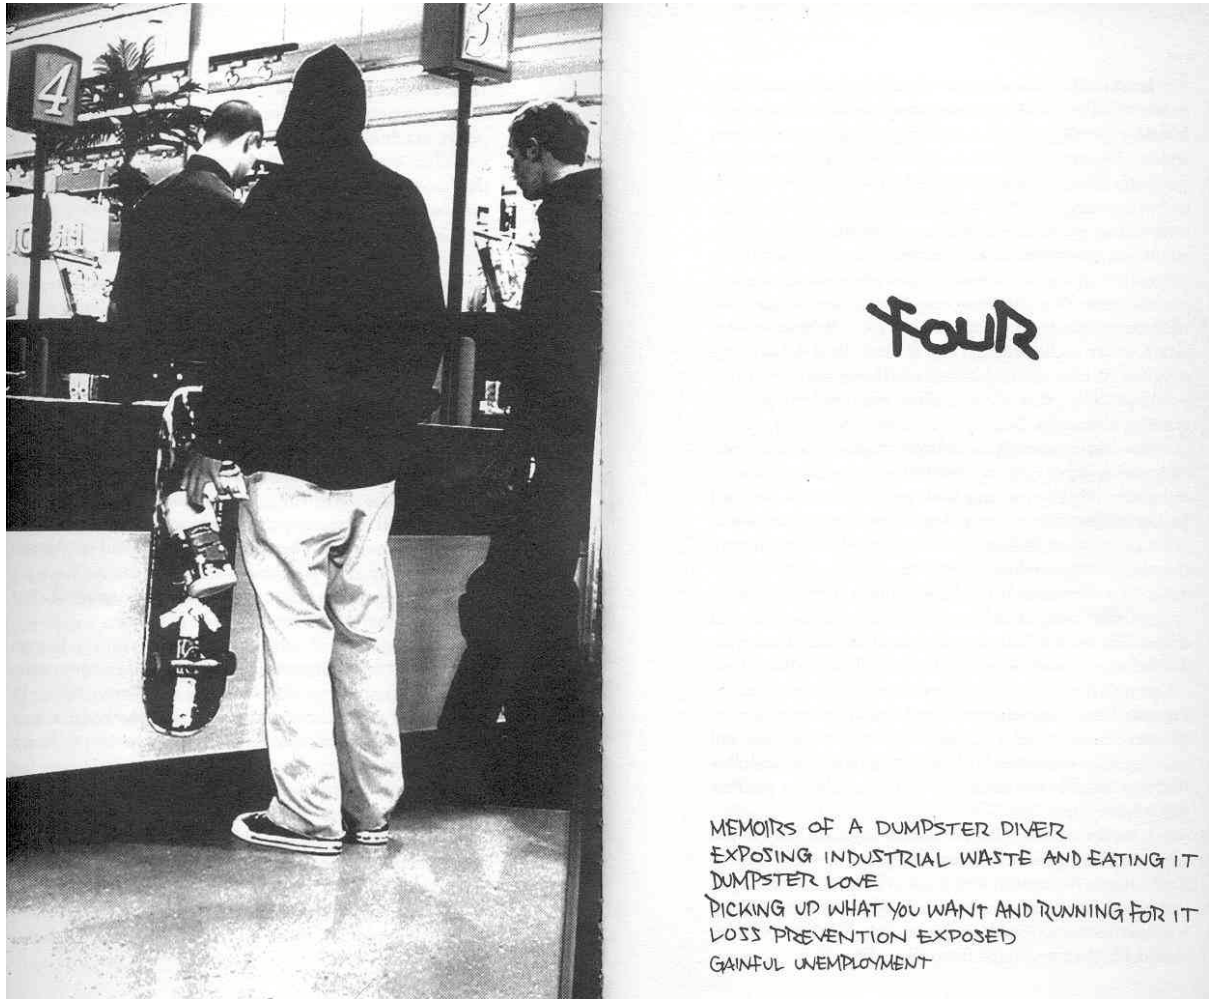 4
5
FOUR
MEMOIRS OF A DUMPSTER DIVER
EXPOSING INDUSTRIAL WASTE AND EATING IT
DUMPSTER LOVE
PICKING UP WHAT YOU WANT AND RUNNING FOR IT
LOSS PREVENTION EXPOSED
GAINFUL UNEMPLOYMENT